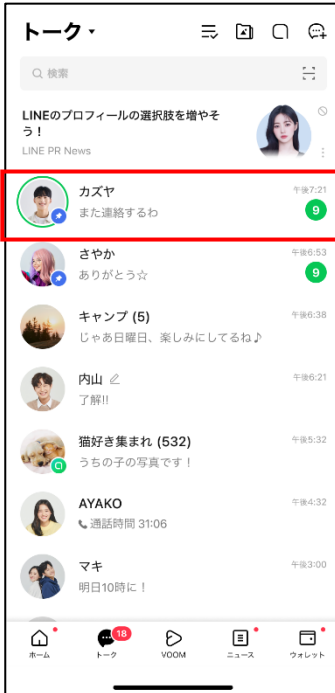 トーク
検索
LINEのプロフィールの選択肢を増やそ
う！
LINE PR News
カズヤ
午後7:21
また連絡するわ
9
さやか
午後6:53
ありがとう☆
9
キャンプ (5)
午後6:38
じゃあ日曜日、楽しみにしてるね♪
内山
午後6:21
了解!!
猫好き集まれ (532)
午後5:32
うちの子の写真です！
AYAKO
午後4:32
通話時間 31:06
マキ
午後3:00
明日10時に！
18
ホーム
トーク
VOOM
ニュース
ウォレット